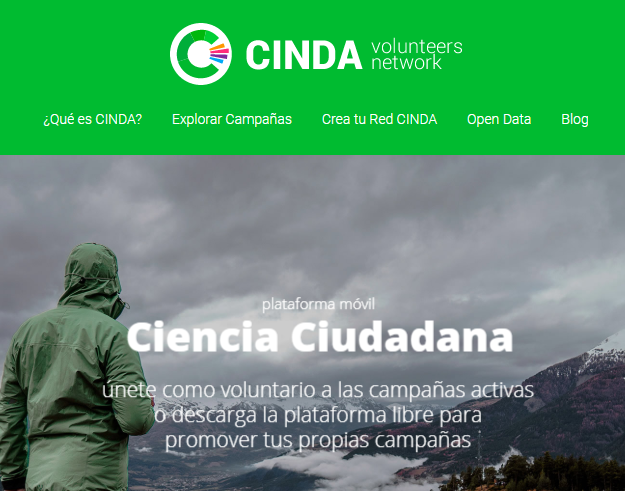 CINDA volunteers
network
¿Qué es CINDA? Explorar Campañas Crea tu Red CINDA Open Data Blog
plataforma móvil
Ciencia Ciudadana
únete como voluntario a las campañas activas
o descarga la plataforma libre para
promover tus propias campañas